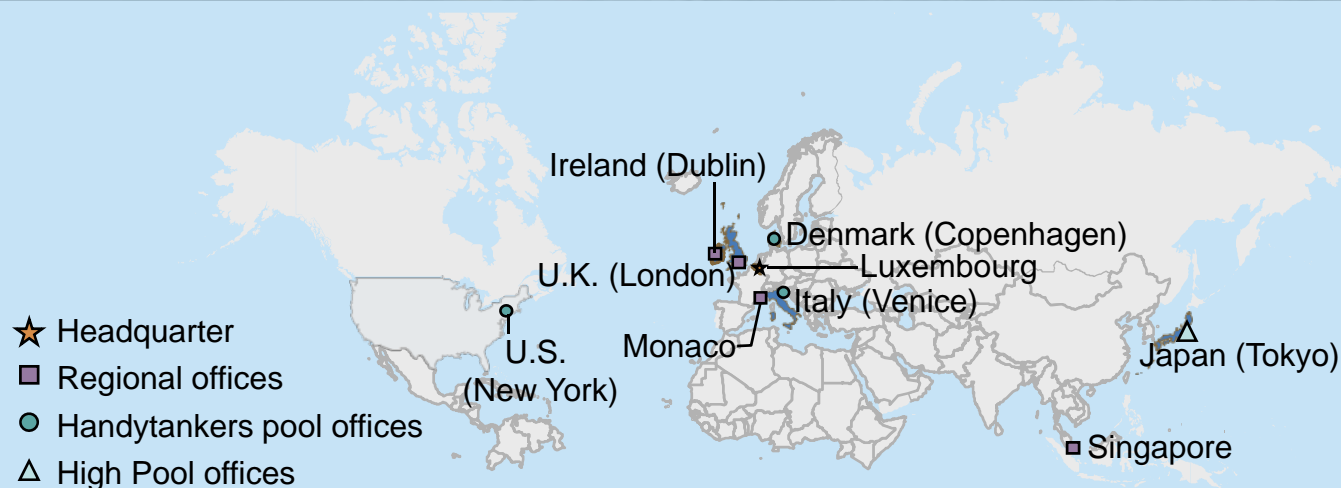 Ireland (Dublin)
Denmark (Copenhagen)
U.K. (London)
Luxembourg
Italy (Venice)
Monaco
U.S.
(New York)
Japan (Tokyo)
Singapore
Headquarter
Regional offices
Handytankers pool offices
High Pool offices